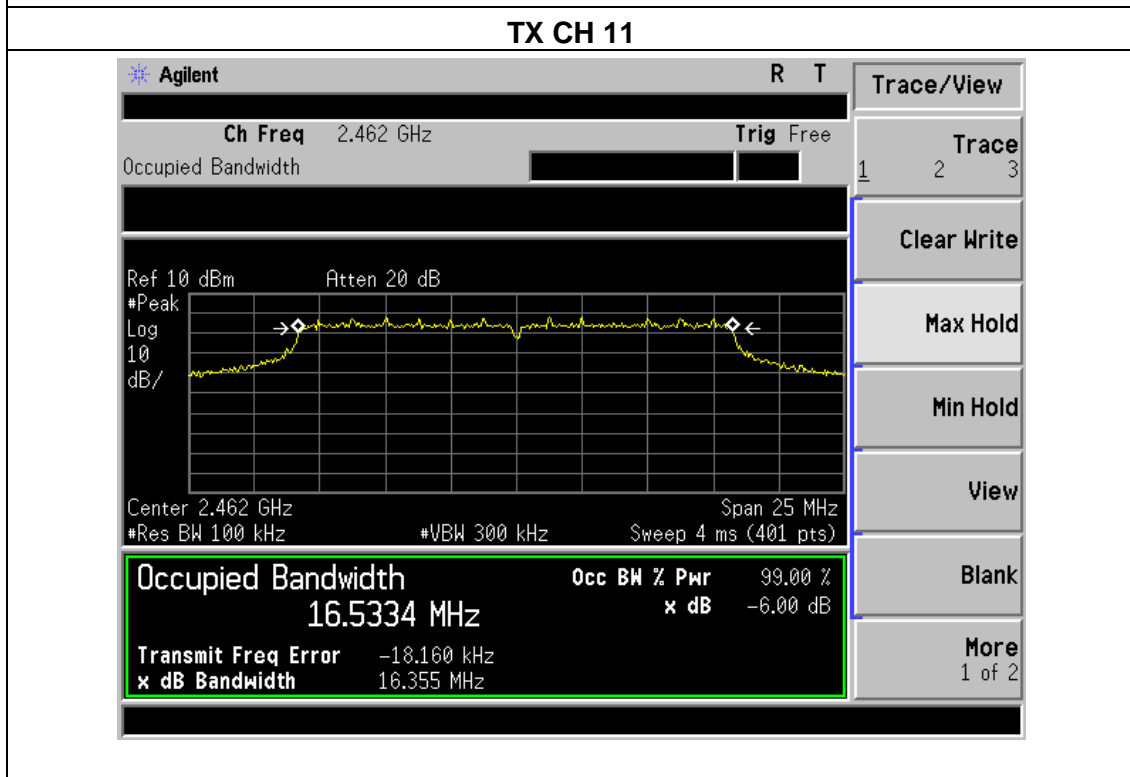 TX CH 11
Agilent R T
Ch Freq 2.462 GHz Trig Free
Occupied Bandwidth
Ref 10 dBm Atten 20 dB
#Peak
Log
10
dB/
Center 2.462 GHz Span 25 MHz
#Res BW 100 kHz #VBW 300 kHz Sweep 4 ms (401 pts)
Occupied Bandwidth Occ BW % Pwr 99.00 %
16.5334 MHz x dB -6.00 dB
Transmit Freq Error -18.160 kHz
x dB Bandwidth 16.355 MHz
Trace/View
Trace
1 2 3
Clear Write
Max Hold
Min Hold
View
Blank
More
1 of 2